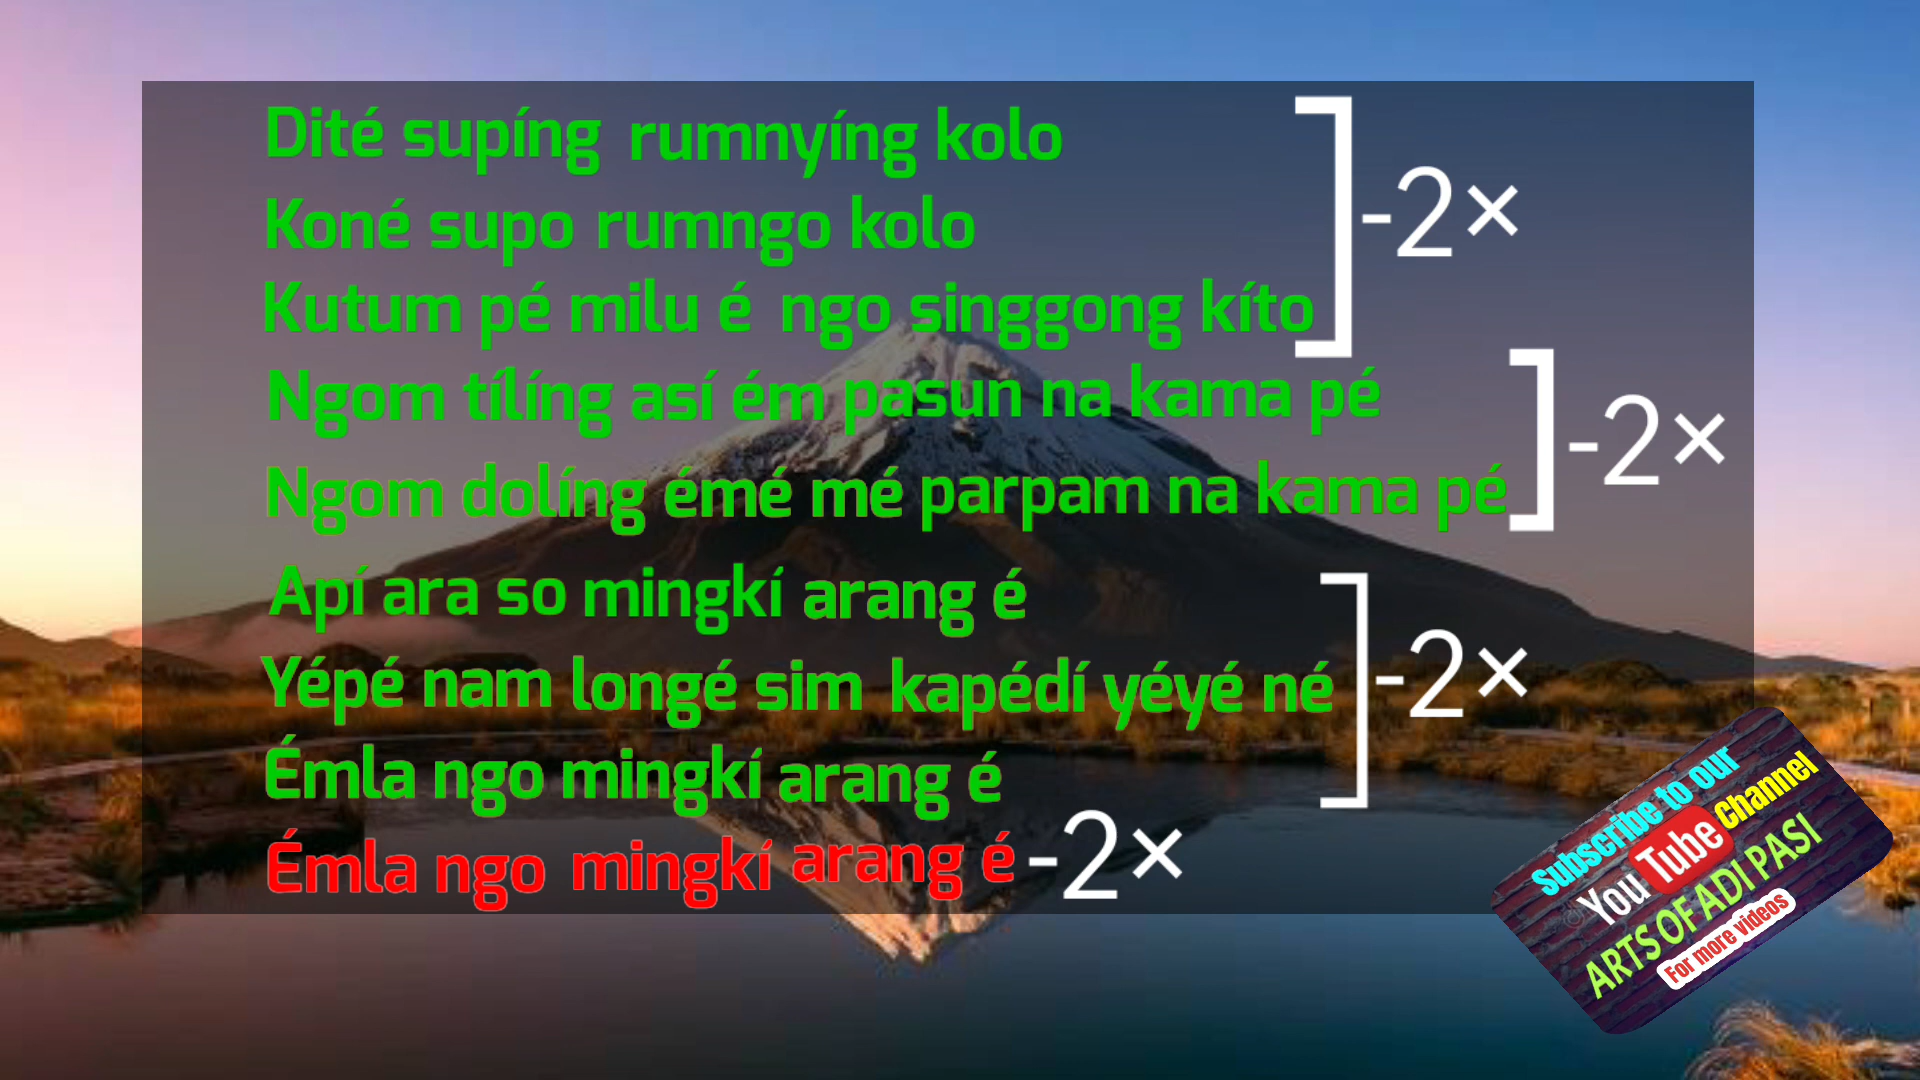 Dité supíng rumnyíng kolo
Koné supo rumngo kolo
Kutum pé milu é ngo singgong kíto
-2×
Ngom tílíng así ém pasun na kama pé
Ngom dolíng émé mé parpam na kama pé
-2×
Apí ara so mingkí arang é
Yépé nam longé sim kapédí yéyé né
Émla ngo mingkí arang é
-2×
Émla ngo mingkí arang é -2×
Subscribe to our
YouTube channel
ARTS OF ADI PASI
For more videos